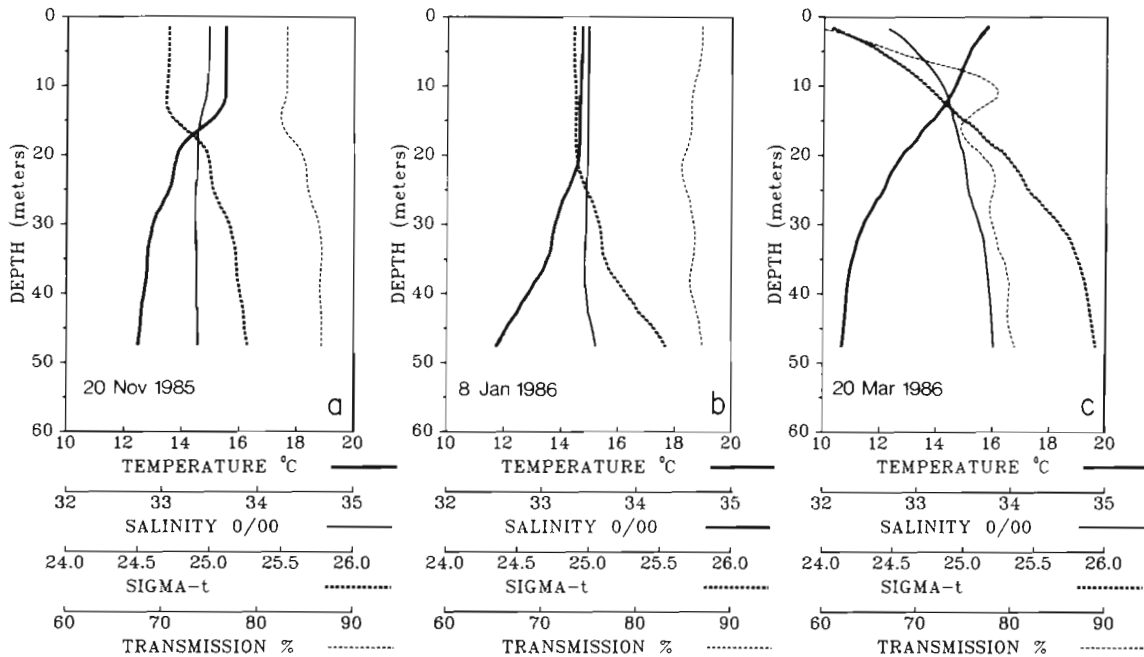 0
10
20
30
40
50
60
DEPTH (meters)
20 Nov 1985
a
10 12 14 16 18 20
TEMPERATURE °C
32 33 34 35
SALINITY 0/00
24.0 24.5 25.0 25.5 26.0
SIGMA-t
60 70 80 90
TRANSMISSION %
0
10
20
30
40
50
60
DEPTH (meters)
8 Jan 1986
b
10 12 14 16 18 20
TEMPERATURE °C
32 33 34 35
SALINITY 0/00
24.0 24.5 25.0 25.5 26.0
SIGMA-t
60 70 80 90
TRANSMISSION %
0
10
20
30
40
50
60
DEPTH (meters)
20 Mar 1986
c
10 12 14 16 18 20
TEMPERATURE °C
32 33 34 35
SALINITY 0/00
24.0 24.5 25.0 25.5 26.0
SIGMA-t
60 70 80 90
TRANSMISSION %